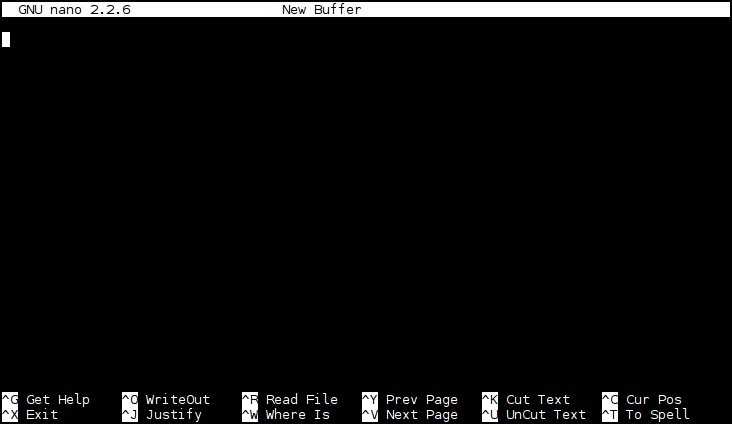 GNU nano 2.2.6 New Buffer
^G Get Help ^O WriteOut ^R Read File ^Y Prev Page ^K Cut Text ^C Cur Pos
^X Exit ^J Justify ^W Where Is ^V Next Page ^U UnCut Text ^T To Spell